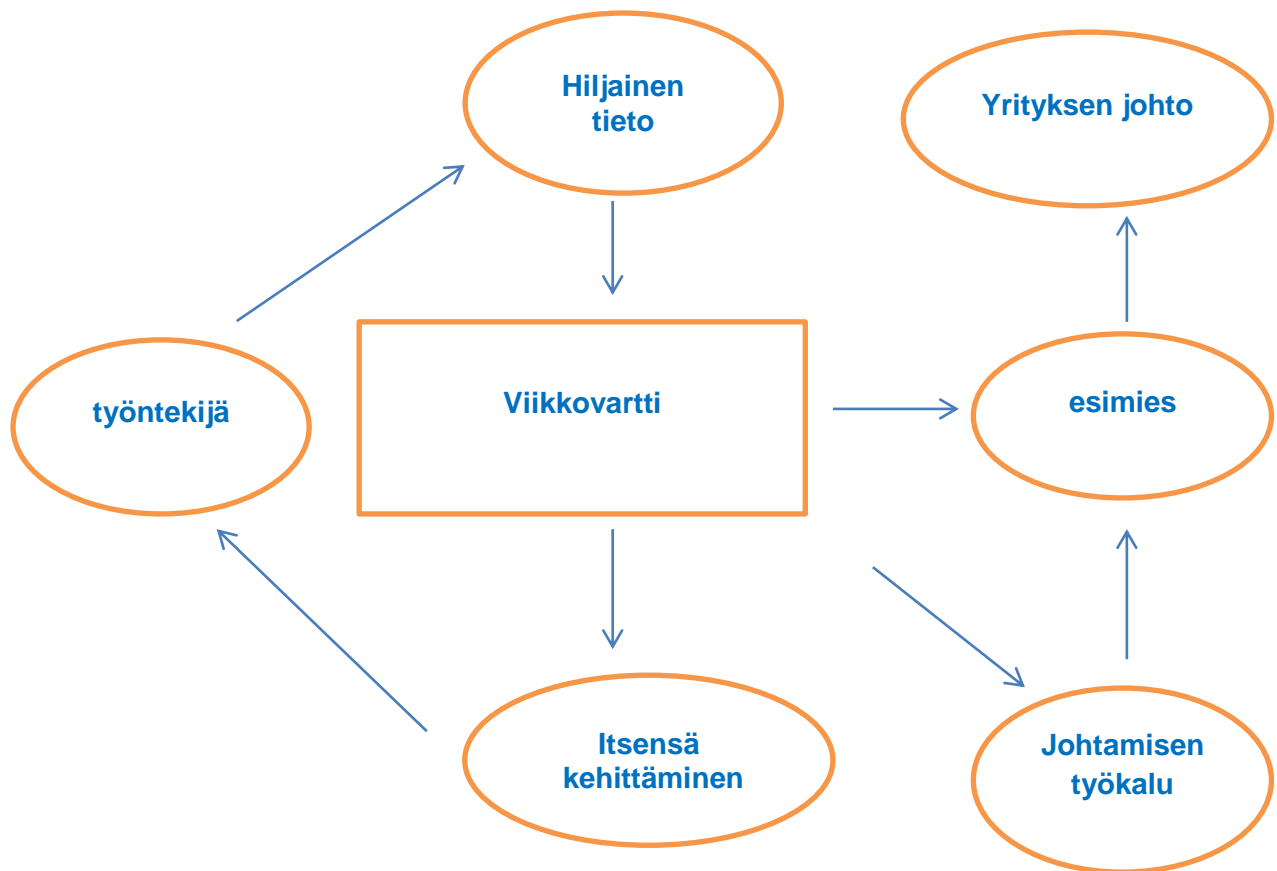 Hiljainen
tieto
Yrityksen johto
työntekijä
Viikkovartti
esimies
Itsensä
kehittäminen
Johtamisen
työkalu